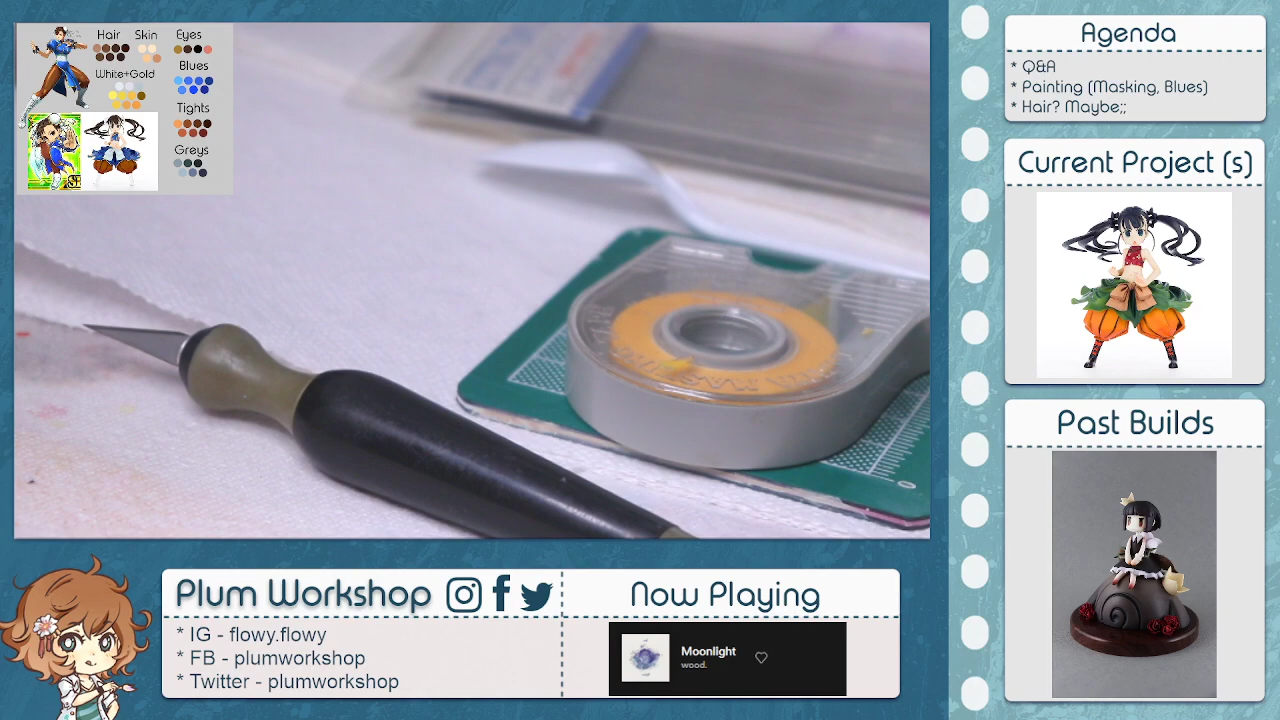 Hair
Skin
Eyes
White+Gold
Blues
Tights
Greys
Agenda
* Q&A
* Painting (Masking, Blues)
* Hair? Maybe;;
Current Project (s)
Past Builds
Plum Workshop
* IG - flowy.flowy
* FB - plumworkshop
* Twitter - plumworkshop
Now Playing
Moonlight
wood.